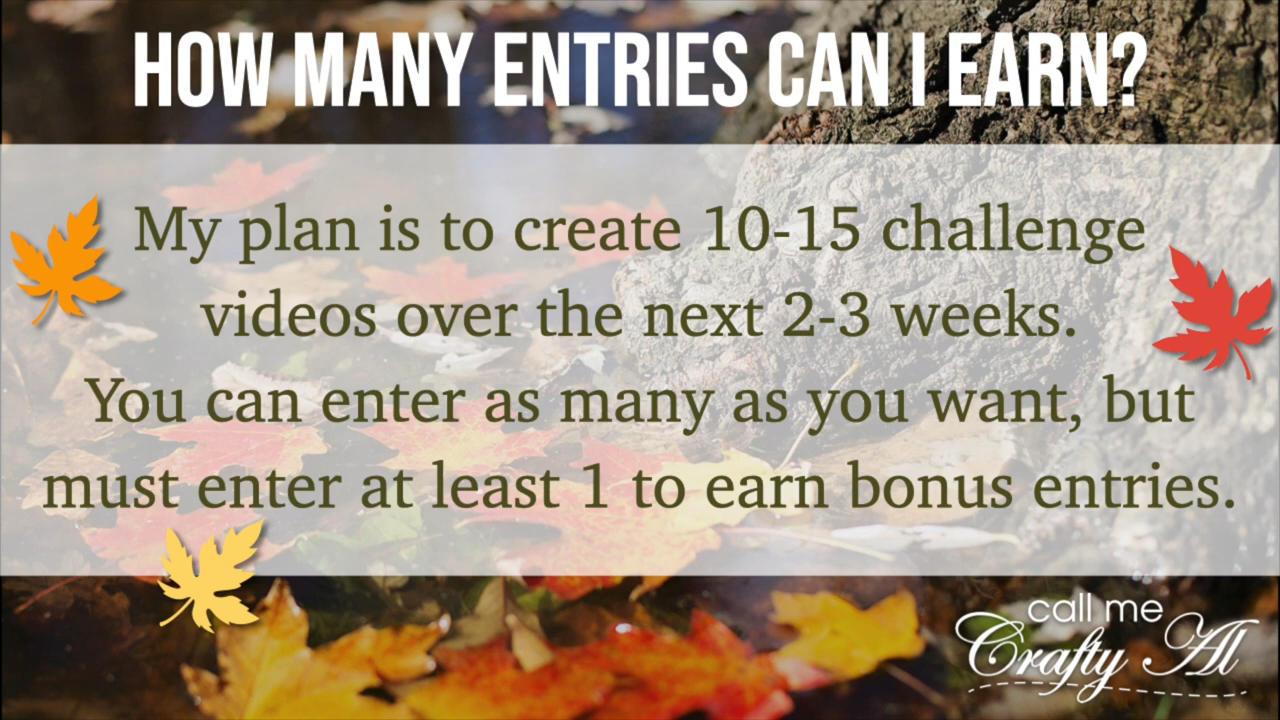 HOW MANY ENTRIES CAN I EARN?
My plan is to create 10-15 challenge
videos over the next 2-3 weeks.
You can enter as many as you want, but
must enter at least 1 to earn bonus entries.
call me
Crafty Al